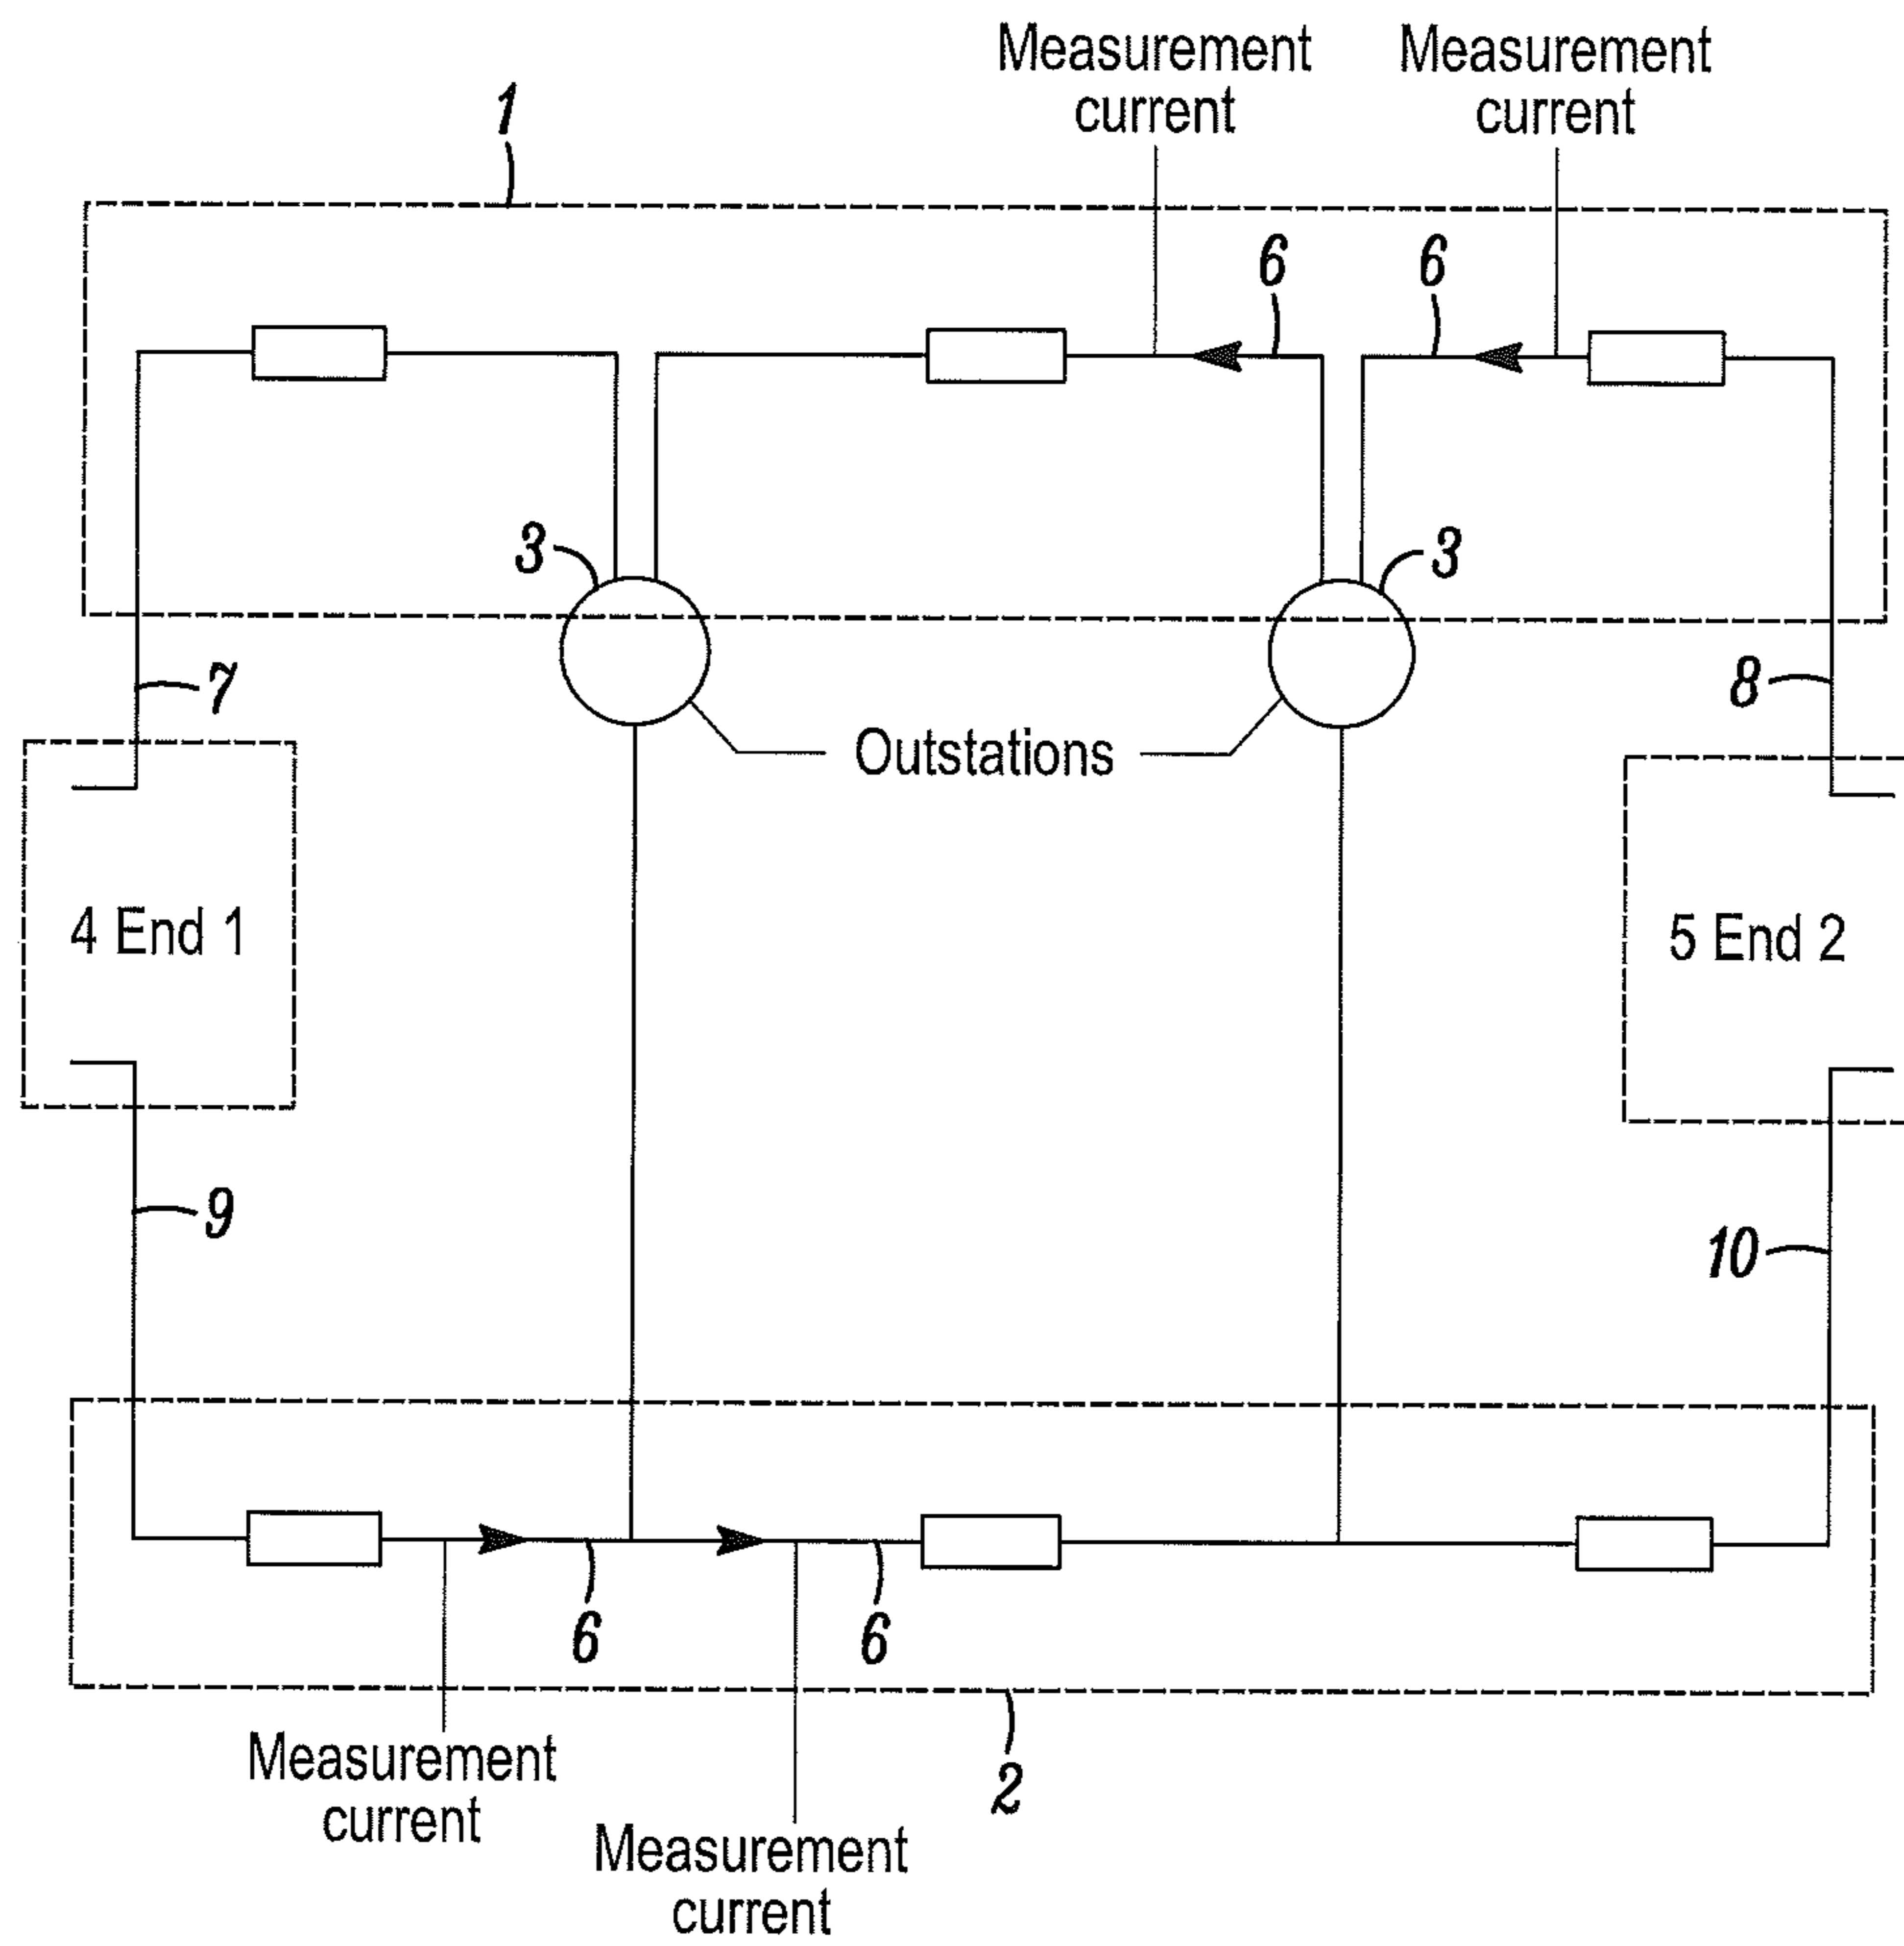 Measurement
current
Measurement
current
1
6
6
3
3
7
8
Outstations
4 End 1
5 End 2
9
10
6
6
2
Measurement
current
Measurement
current